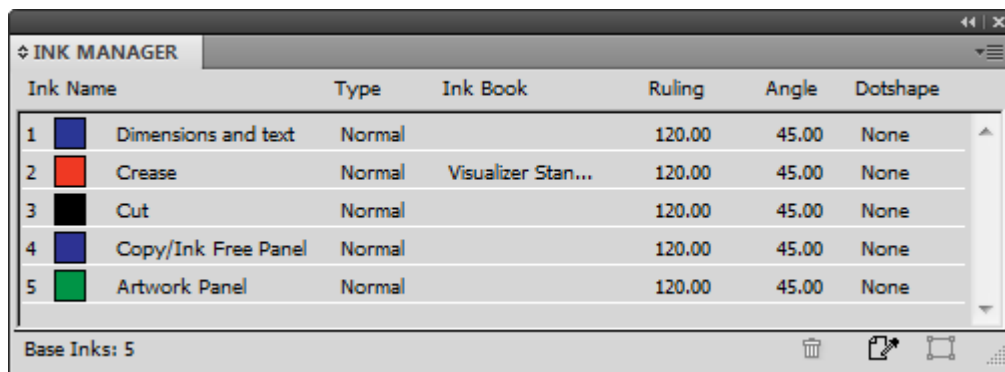 INK MANAGER
Ink Name Type Ink Book Ruling Angle Dotshape
1 Dimensions and text Normal 120.00 45.00 None
2 Crease Normal Visualizer Stan... 120.00 45.00 None
3 Cut Normal 120.00 45.00 None
4 Copy/Ink Free Panel Normal 120.00 45.00 None
5 Artwork Panel Normal 120.00 45.00 None
Base Inks: 5